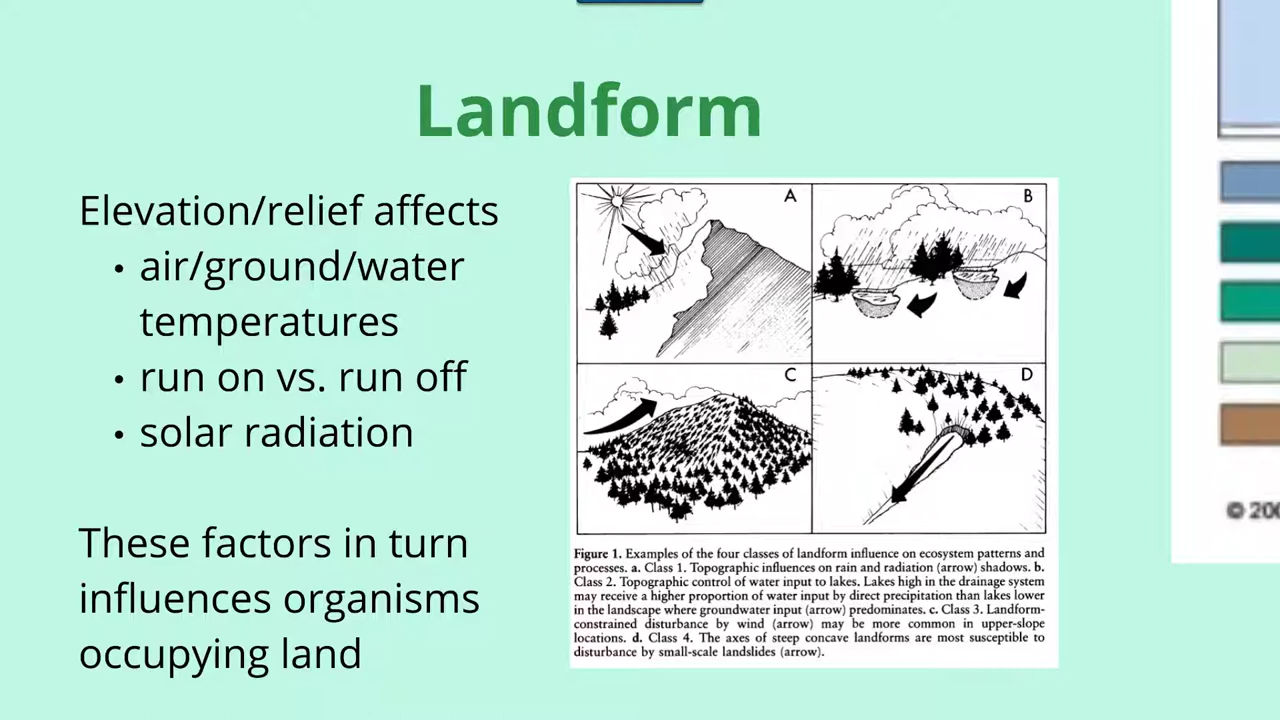 Landform
Elevation/relief affects
• air/ground/water
temperatures
• run on vs. run off
• solar radiation
These factors in turn
influences organisms
occupying land
A
B
C
D
Figure 1. Examples of the four classes of landform influence on ecosystem patterns and
processes. a. Class 1. Topographic influences on rain and radiation (arrow) shadows. b.
Class 2. Topographic control of water input to lakes. Lakes high in the drainage system
may receive a higher proportion of water input by direct precipitation than lakes lower
in the landscape where groundwater input (arrow) predominates. c. Class 3. Landform-
constrained disturbance by wind (arrow) may be more common in upper-slope
locations. d. Class 4. The axes of steep concave landforms are most susceptible to
disturbance by small-scale landslides (arrow).
©